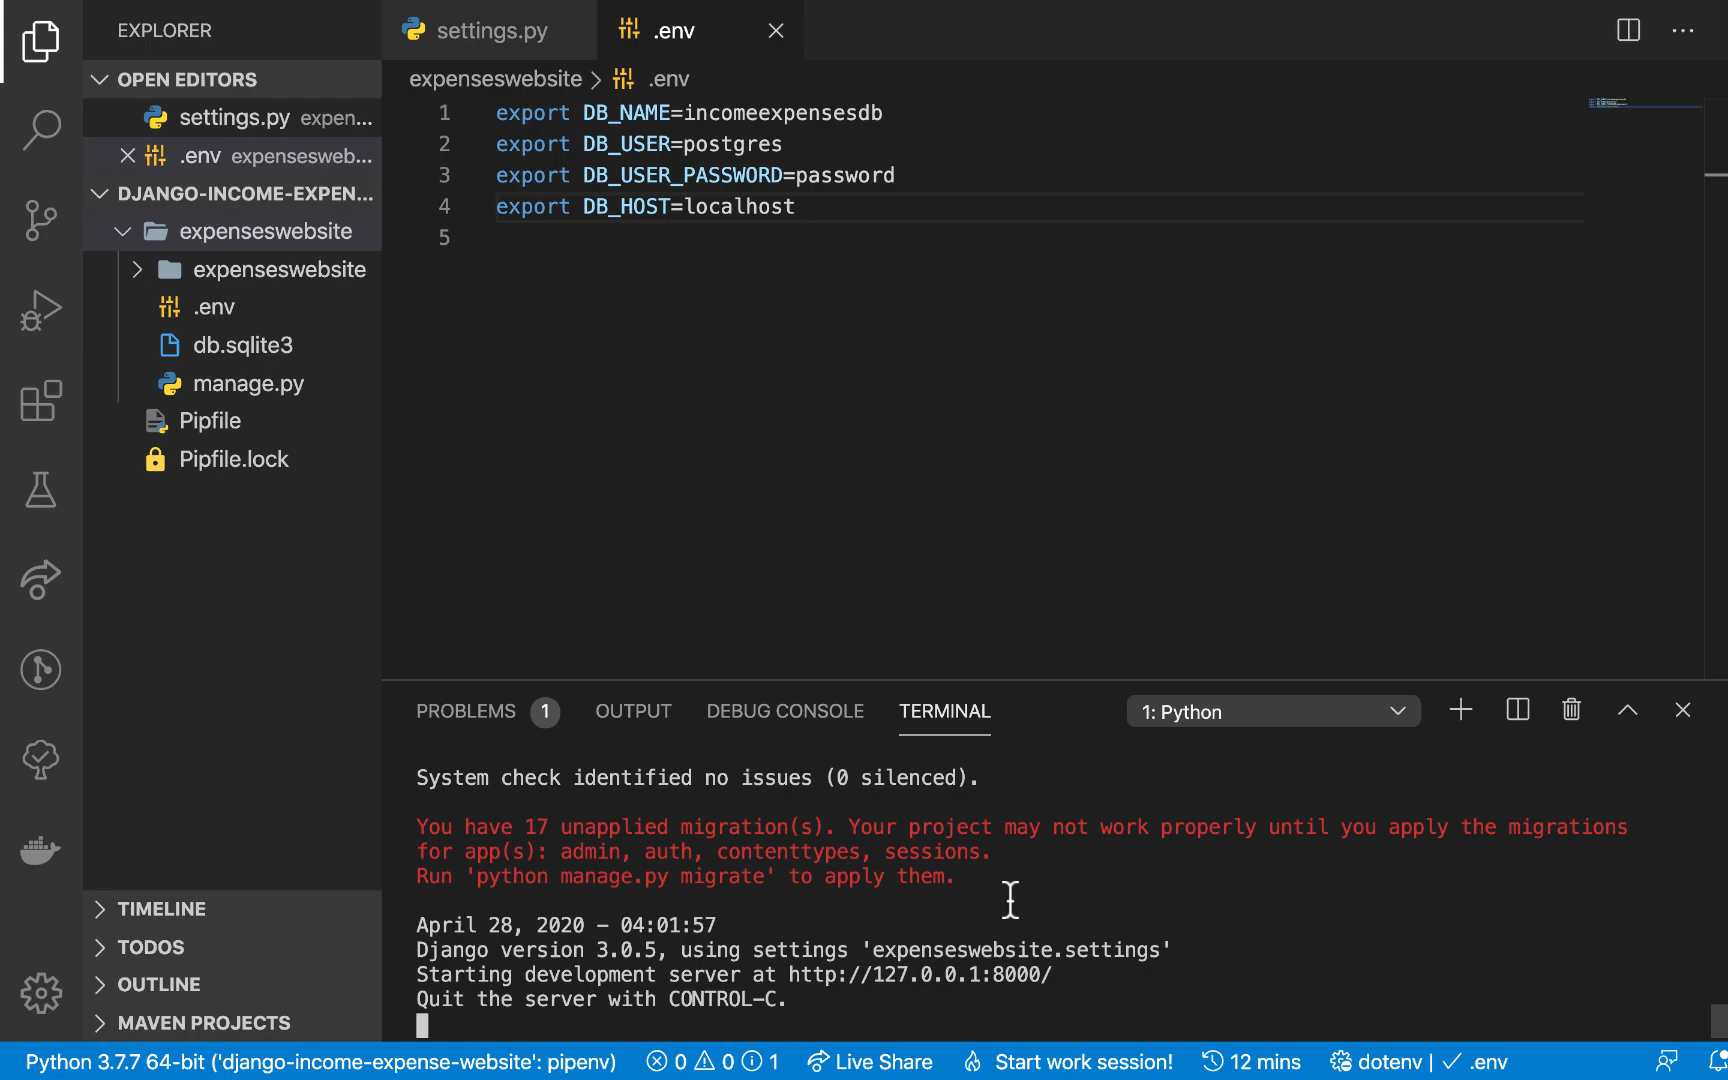 EXPLORER
OPEN EDITORS
settings.py expen...
.env expensesweb...
DJANGO-INCOME-EXPEN...
expenseswebsite
expenseswebsite
.env
db.sqlite3
manage.py
Pipfile
Pipfile.lock
TIMELINE
TODOS
OUTLINE
MAVEN PROJECTS
settings.py
.env
expenseswebsite > .env
1 export DB_NAME=incomeexpensesdb
2 export DB_USER=postgres
3 export DB_USER_PASSWORD=password
4 export DB_HOST=localhost
5
PROBLEMS 1 OUTPUT DEBUG CONSOLE TERMINAL 1: Python
System check identified no issues (0 silenced).
You have 17 unapplied migration(s). Your project may not work properly until you apply the migrations
for app(s): admin, auth, contenttypes, sessions.
Run 'python manage.py migrate' to apply them.
April 28, 2020 - 04:01:57
Django version 3.0.5, using settings 'expenseswebsite.settings'
Starting development server at http://127.0.0.1:8000/
Quit the server with CONTROL-C.
Python 3.7.7 64-bit ('django-income-expense-website': pipenv) 0 0 1 Live Share Start work session! 12 mins dotenv | ✓ .env